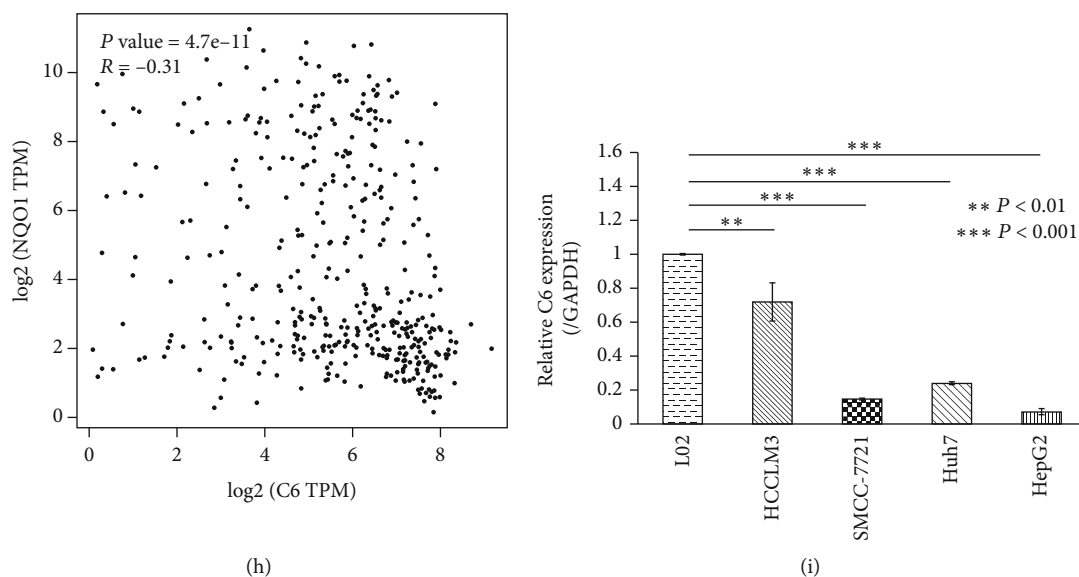 P value = 4.7e–11
R = –0.31
log2 (NQO1 TPM)
10
8
6
4
2
0
0 2 4 6 8
log2 (C6 TPM)
(h)
Relative C6 expression
(/GAPDH)
1.6
1.4
1.2
1
0.8
0.6
0.4
0.2
0
∗∗∗
∗∗∗
∗∗∗
∗∗
∗∗ P < 0.01
∗∗∗ P < 0.001
L02
HCCLM3
SMCC-7721
Huh7
HepG2
(i)